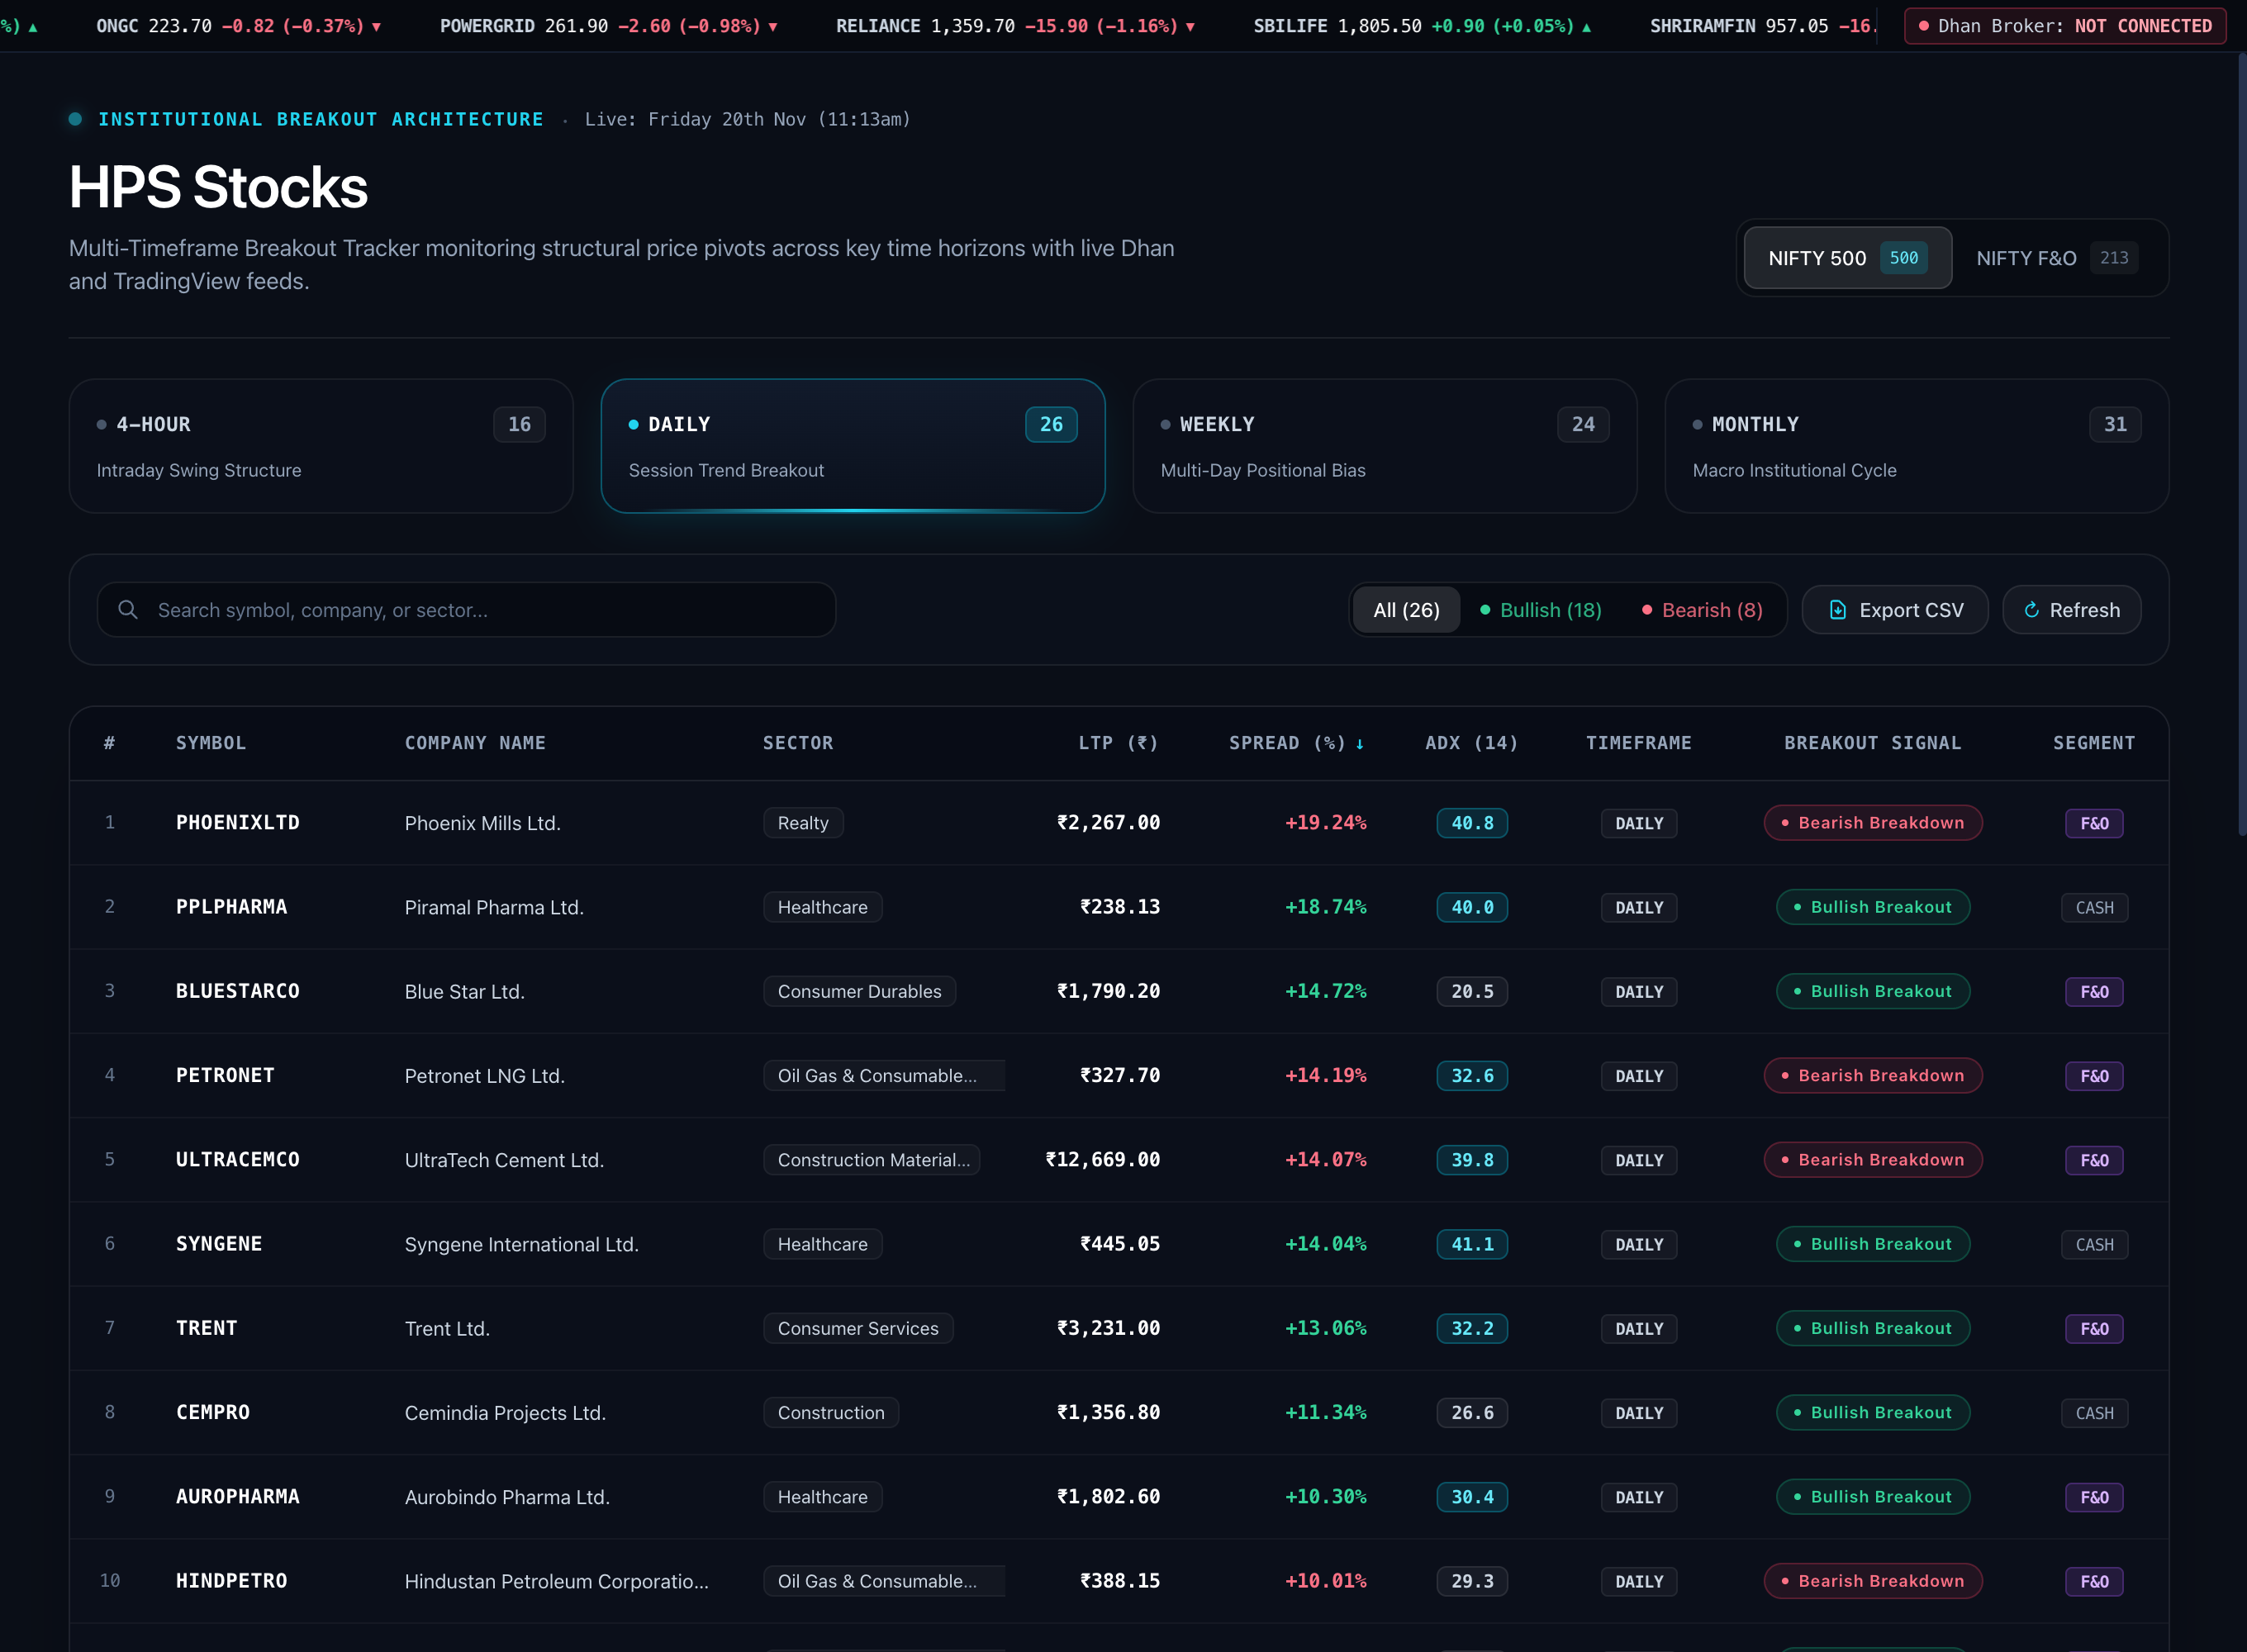 %) ▲ ONGC 223.70 −0.82 (−0.37%) ▼ POWERGRID 261.90 −2.60 (−0.98%) ▼ RELIANCE 1,359.70 −15.90 (−1.16%) ▼ SBILIFE 1,805.50 +0.90 (+0.05%) ▲ SHRIRAMFIN 957.05 −16. Dhan Broker: NOT CONNECTED
INSTITUTIONAL BREAKOUT ARCHITECTURE · Live: Friday 20th Nov (11:13am)
HPS Stocks
Multi-Timeframe Breakout Tracker monitoring structural price pivots across key time horizons with live Dhan
and TradingView feeds.
NIFTY 500 500 NIFTY F&O 213
4-HOUR 16
Intraday Swing Structure
DAILY 26
Session Trend Breakout
WEEKLY 24
Multi-Day Positional Bias
MONTHLY 31
Macro Institutional Cycle
Search symbol, company, or sector... All (26) Bullish (18) Bearish (8) Export CSV Refresh
# SYMBOL COMPANY NAME SECTOR LTP (₹) SPREAD (%) ↓ ADX (14) TIMEFRAME BREAKOUT SIGNAL SEGMENT
1 PHOENIXLTD Phoenix Mills Ltd. Realty ₹2,267.00 +19.24% 40.8 DAILY Bearish Breakdown F&O
2 PPLPHARMA Piramal Pharma Ltd. Healthcare ₹238.13 +18.74% 40.0 DAILY Bullish Breakout CASH
3 BLUESTARCO Blue Star Ltd. Consumer Durables ₹1,790.20 +14.72% 20.5 DAILY Bullish Breakout F&O
4 PETRONET Petronet LNG Ltd. Oil Gas & Consumable... ₹327.70 +14.19% 32.6 DAILY Bearish Breakdown F&O
5 ULTRACEMCO UltraTech Cement Ltd. Construction Material... ₹12,669.00 +14.07% 39.8 DAILY Bearish Breakdown F&O
6 SYNGENE Syngene International Ltd. Healthcare ₹445.05 +14.04% 41.1 DAILY Bullish Breakout CASH
7 TRENT Trent Ltd. Consumer Services ₹3,231.00 +13.06% 32.2 DAILY Bullish Breakout F&O
8 CEMPRO Cemindia Projects Ltd. Construction ₹1,356.80 +11.34% 26.6 DAILY Bullish Breakout CASH
9 AUROPHARMA Aurobindo Pharma Ltd. Healthcare ₹1,802.60 +10.30% 30.4 DAILY Bullish Breakout F&O
10 HINDPETRO Hindustan Petroleum Corporatio... Oil Gas & Consumable... ₹388.15 +10.01% 29.3 DAILY Bearish Breakdown F&O